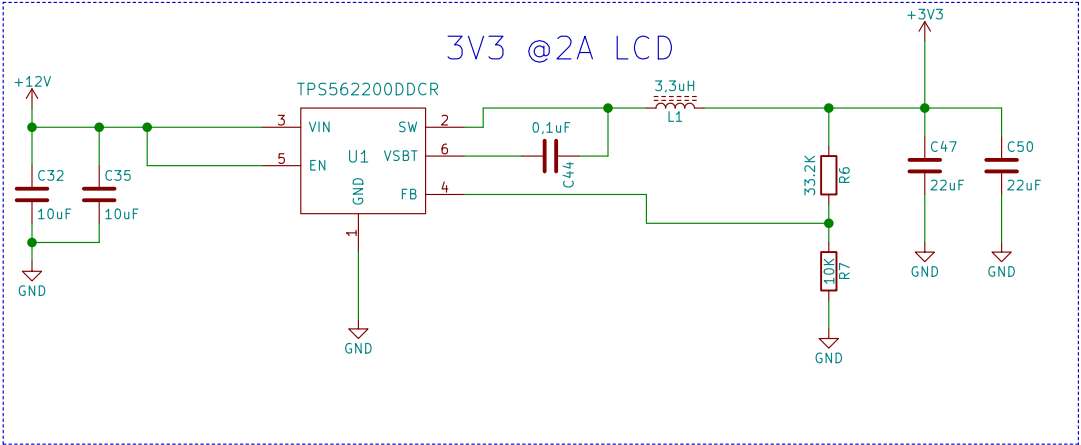 3V3 @2A LCD
+3V3
+12V
TPS562200DDCR
3,3uH
L1
3 VIN
SW 2
0,1uF
C44
U1
VSBT 6
5 EN
FB 4
GND
1
C32
10uF
C35
10uF
33.2K
R6
C47
22uF
C50
22uF
10K
R7
GND
GND
GND
GND
GND